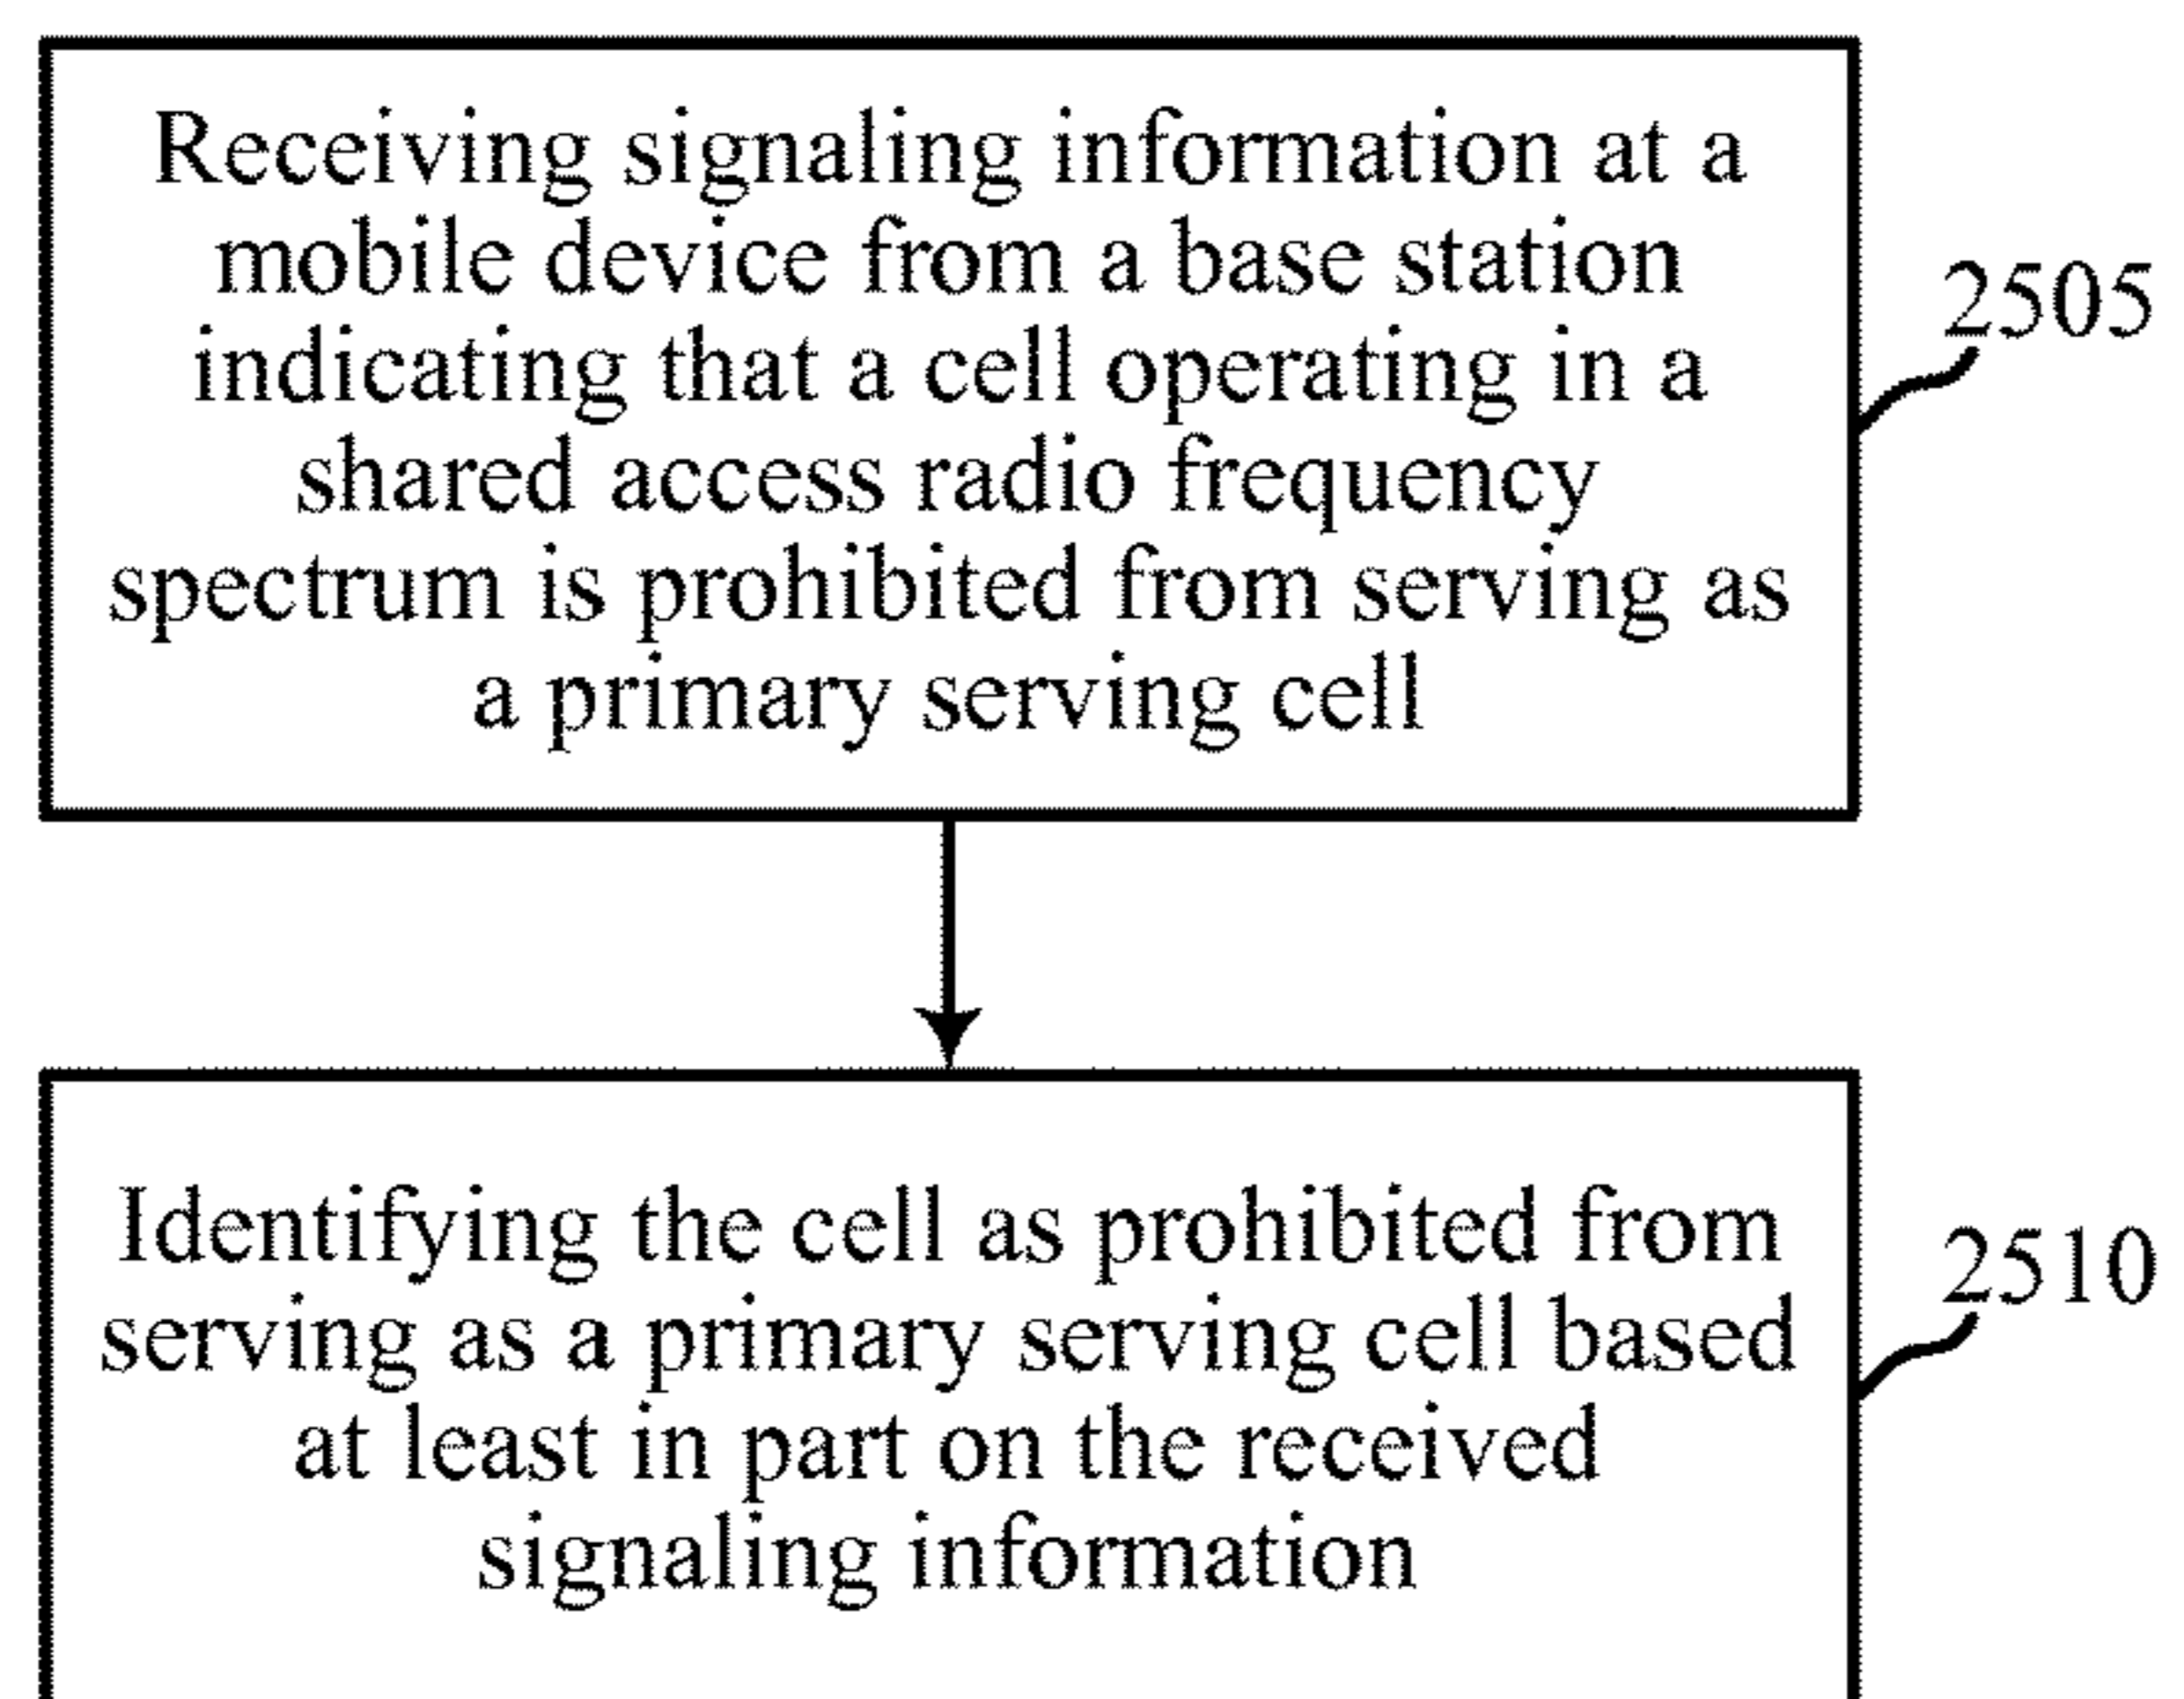 Receiving signaling information at a
mobile device from a base station
indicating that a cell operating in a
shared access radio frequency
spectrum is prohibited from serving as
a primary serving cell
2505
Identifying the cell as prohibited from
serving as a primary serving cell based
at least in part on the received
signaling information
2510